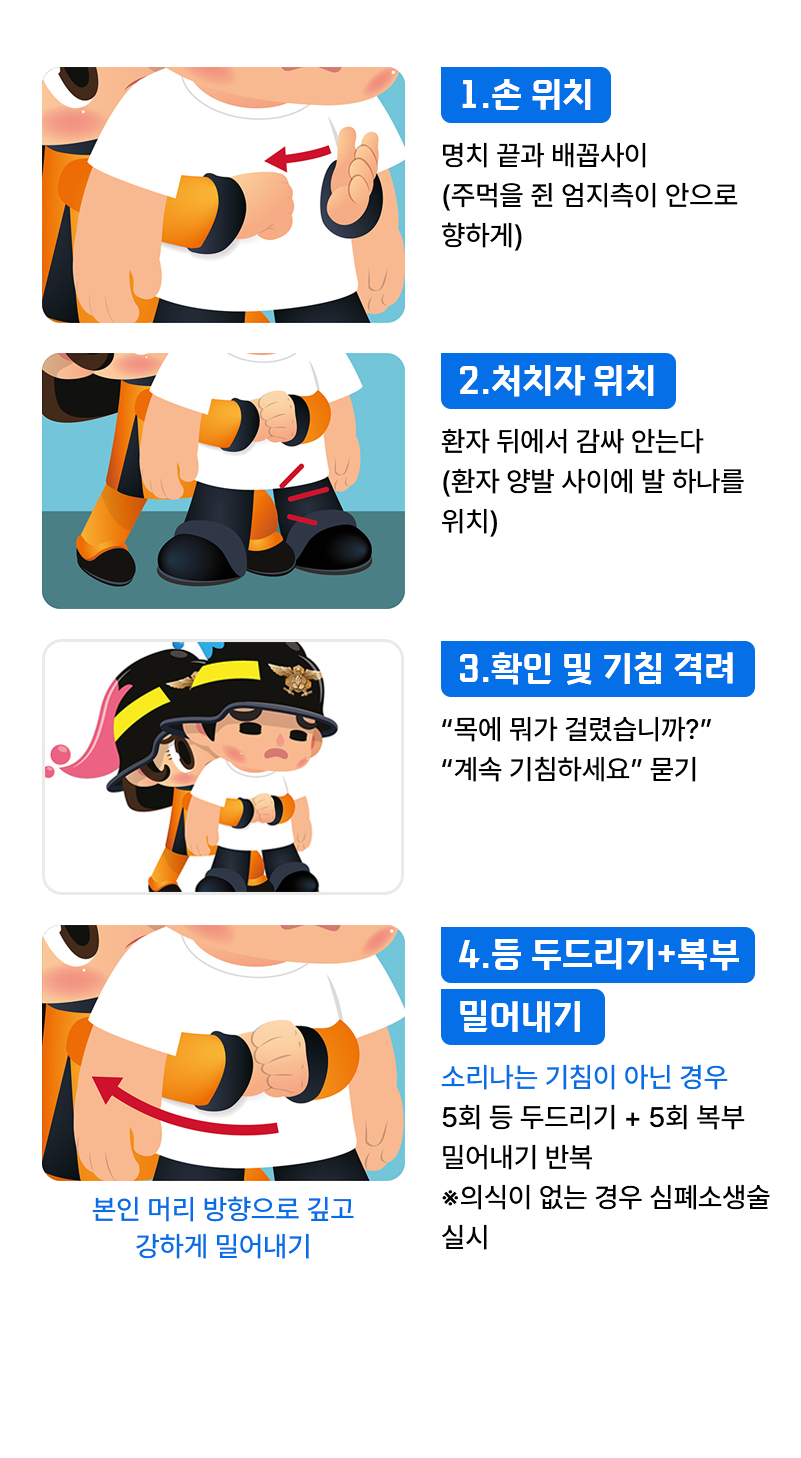 1.손 위치
명치 끝과 배꼽사이
(주먹을 쥔 엄지측이 안으로
향하게)
2.처치자 위치
환자 뒤에서 감싸 안는다
(환자 양발 사이에 발 하나를
위치)
3.확인 및 기침 격려
“목에 뭐가 걸렸습니까?”
“계속 기침하세요” 묻기
4.등 두드리기+복부
밀어내기
소리나는 기침이 아닌 경우
5회 등 두드리기 + 5회 복부
밀어내기 반복
※의식이 없는 경우 심폐소생술
실시
본인 머리 방향으로 깊고
강하게 밀어내기